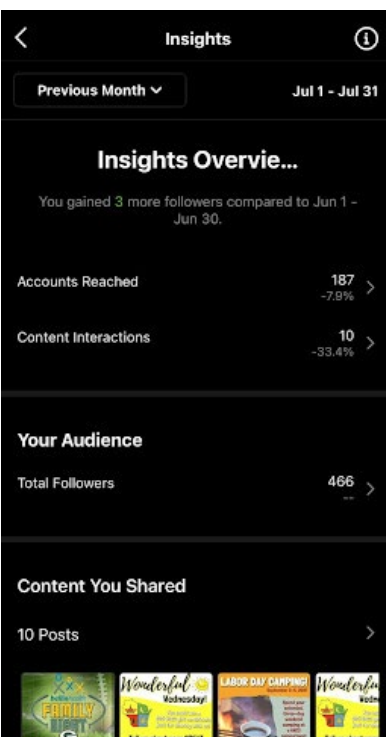 Insights
Previous Month
Jul 1 - Jul 31
Insights Overvie...
You gained 3 more followers compared to Jun 1 -
Jun 30.
Accounts Reached
187
-7.9%
Content Interactions
10
-33.4%
Your Audience
Total Followers
466
--
Content You Shared
10 Posts
FAMILY
NIGHT
G
Wonderful
Wednesday!
LABOR DAY CAMPING!
Wonderfu
Wednesday